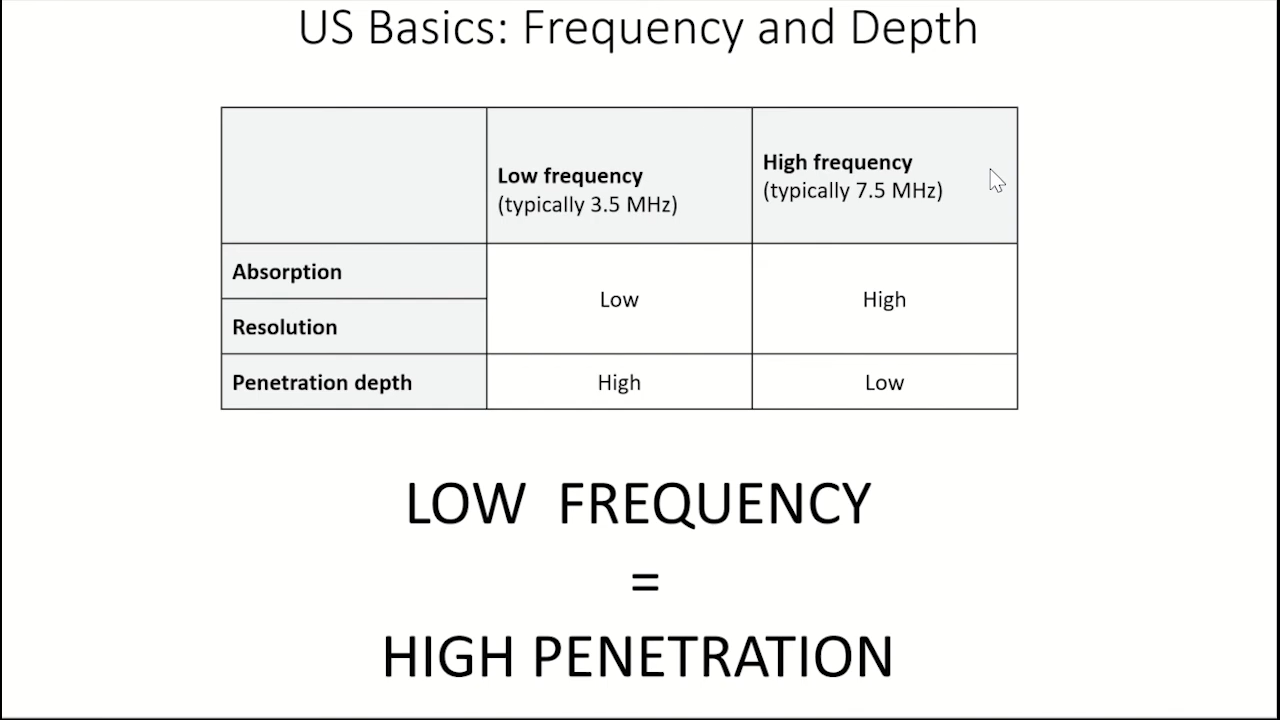 US Basics: Frequency and Depth
Low frequency
(typically 3.5 MHz)
High frequency
(typically 7.5 MHz)
Absorption
Low
High
Resolution
Penetration depth
High
Low
LOW FREQUENCY
=
HIGH PENETRATION